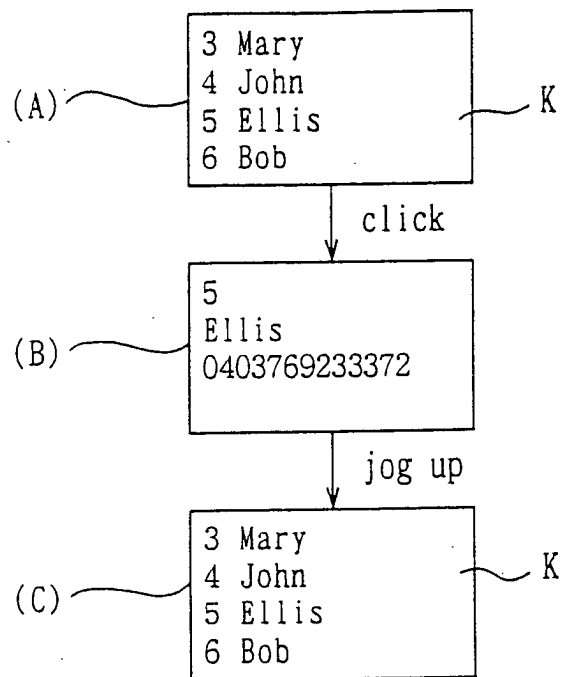 3 Mary
4 John
(A)
K
5 Ellis
6 Bob
click
5
Ellis
(B)
0403769233372
jog up
3 Mary
K
4 John
(C)
5 Ellis
6 Bob